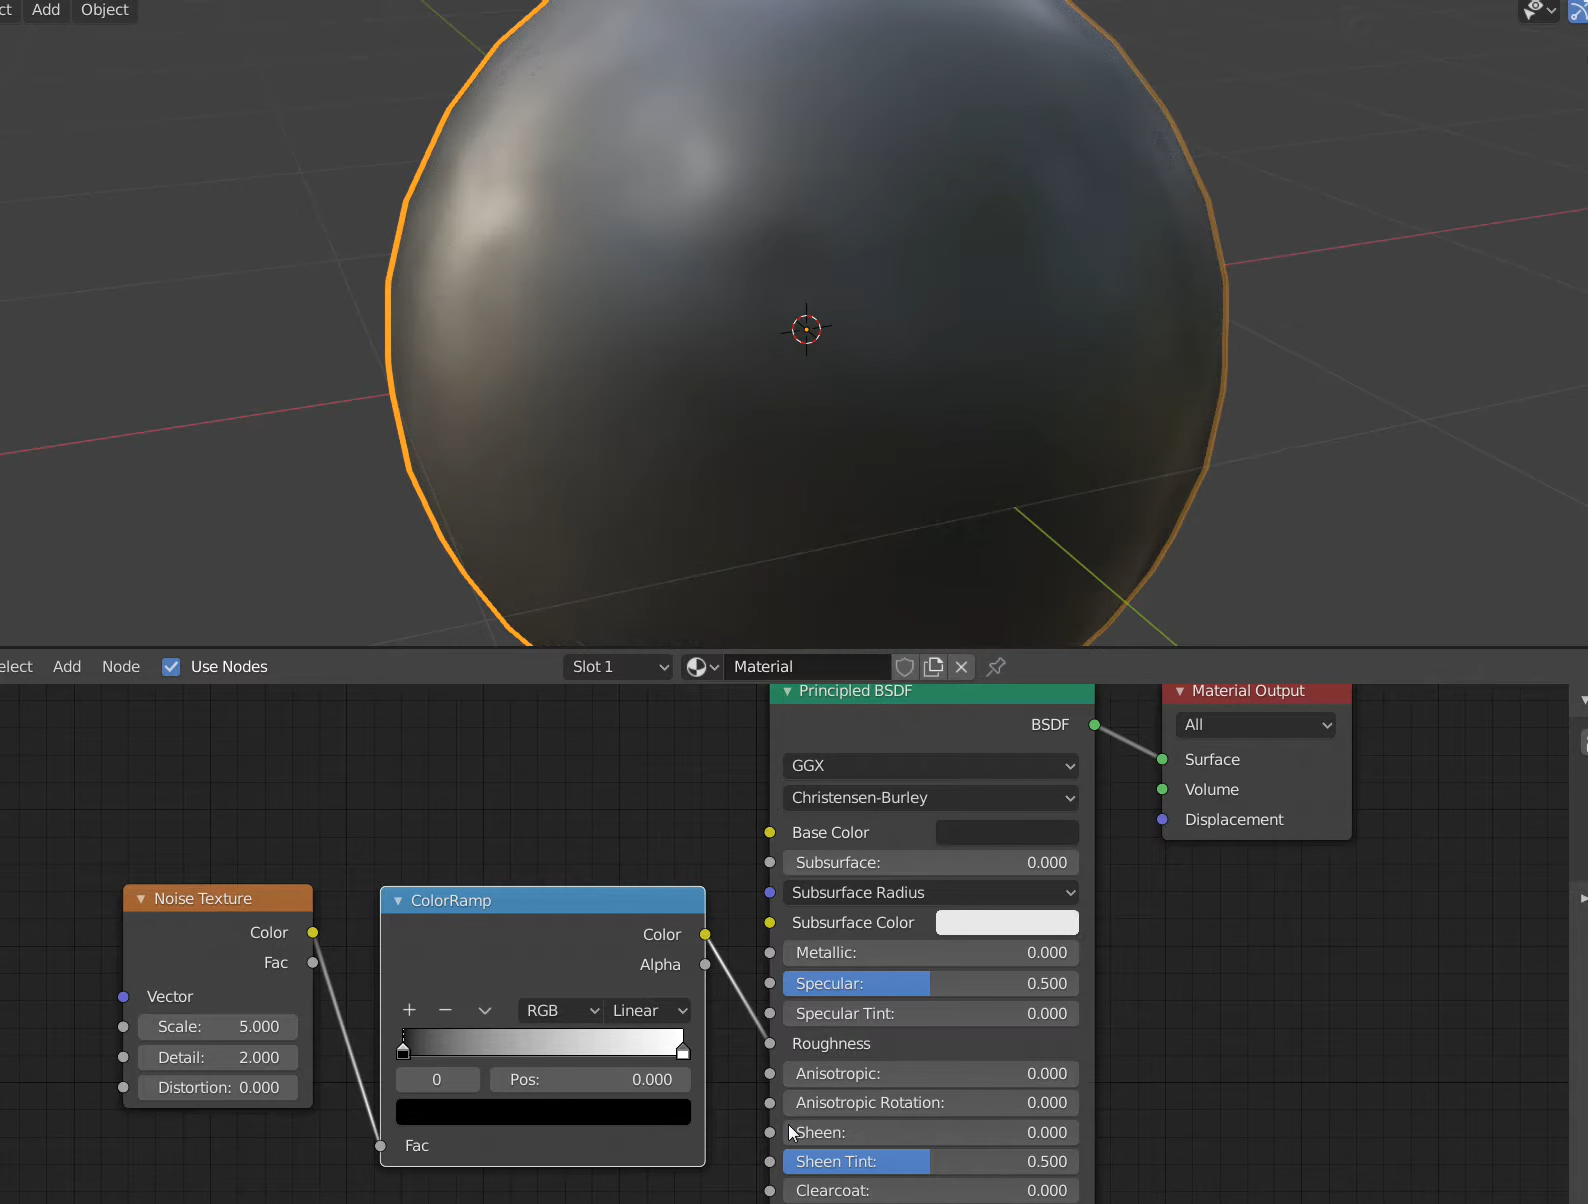 ct Add Object
elect Add Node Use Nodes Slot 1 Material
Principled BSDF
BSDF
GGX
Christensen-Burley
Base Color
Subsurface: 0.000
Subsurface Radius
Subsurface Color
Metallic: 0.000
Specular: 0.500
Specular Tint: 0.000
Roughness
Anisotropic: 0.000
Anisotropic Rotation: 0.000
Sheen: 0.000
Sheen Tint: 0.500
Clearcoat: 0.000
Material Output
All
Surface
Volume
Displacement
Noise Texture
Color
Fac
Vector
Scale: 5.000
Detail: 2.000
Distortion: 0.000
ColorRamp
Color
Alpha
+ − RGB Linear
0 Pos: 0.000
Fac